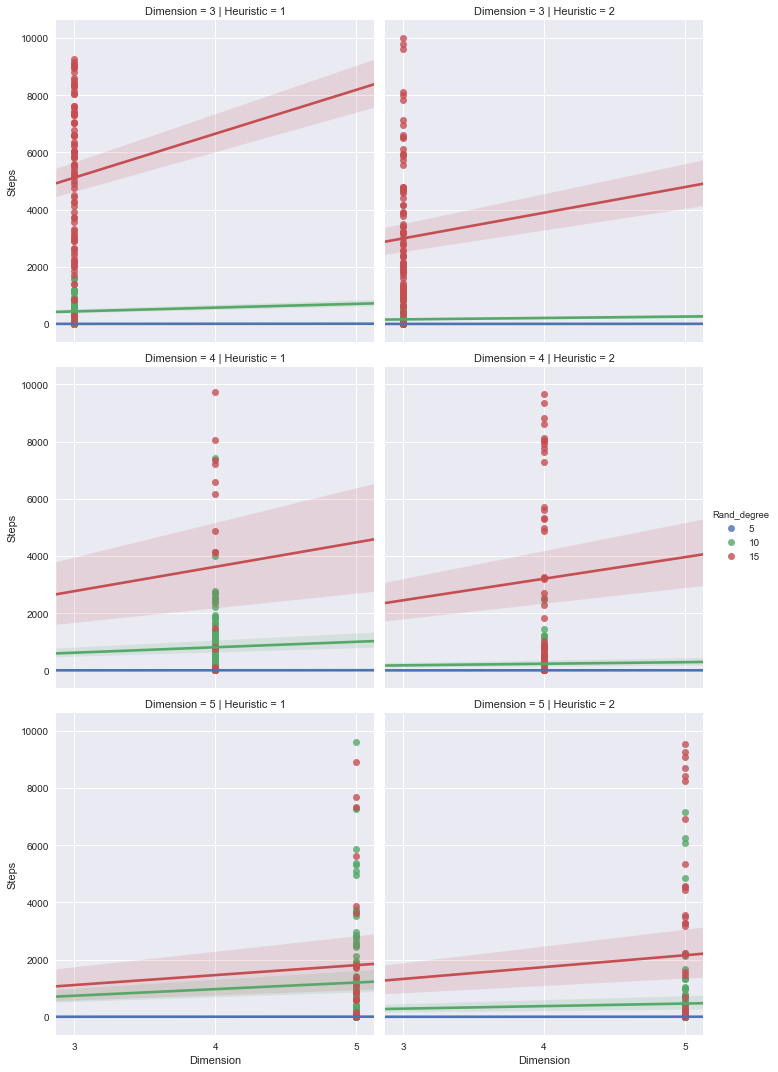 Dimension = 3 | Heuristic = 1
Dimension = 3 | Heuristic = 2
10000
8000
6000
4000
2000
0
Steps
Dimension = 4 | Heuristic = 1
Dimension = 4 | Heuristic = 2
10000
8000
6000
4000
2000
0
Steps
Rand_degree
5
10
15
Dimension = 5 | Heuristic = 1
Dimension = 5 | Heuristic = 2
10000
8000
6000
4000
2000
0
Steps
3 4 5
3 4 5
Dimension
Dimension